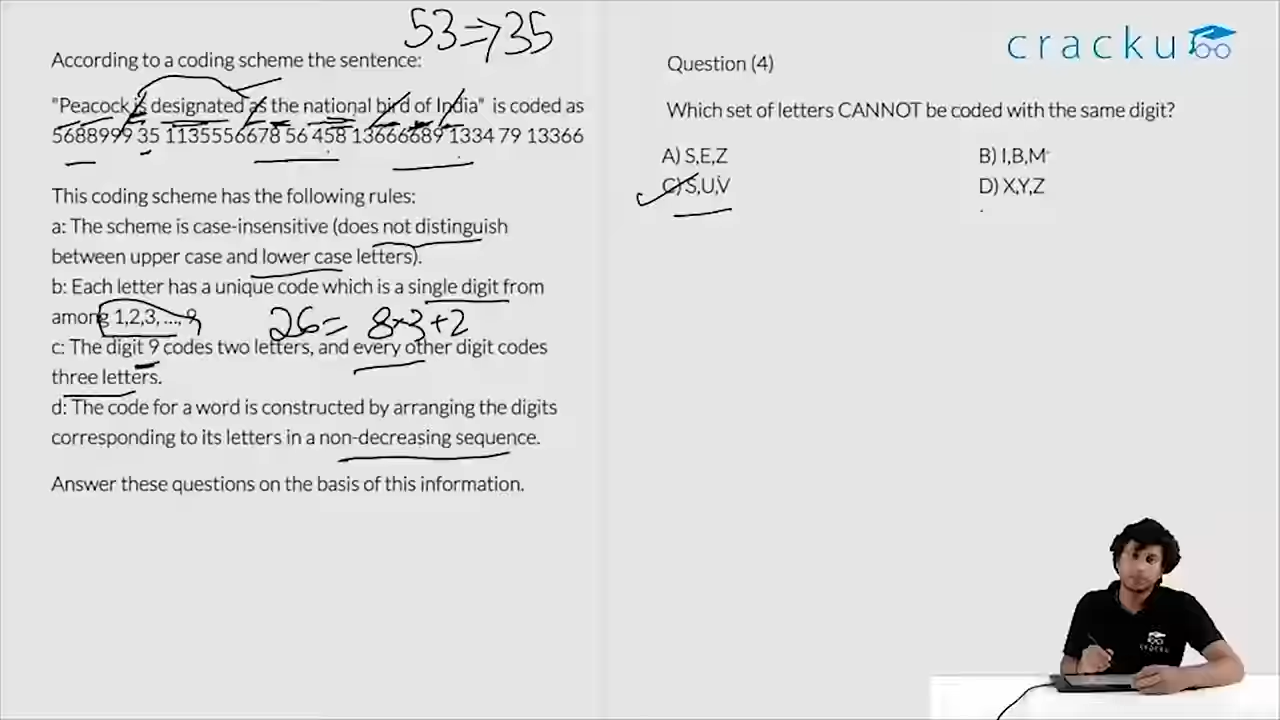 53⇒35
cracku
According to a coding scheme the sentence:
"Peacock is designated as the national bird of India" is coded as
5688999 35 1135556678 56 458 13666689 1334 79 13366
This coding scheme has the following rules:
a: The scheme is case-insensitive (does not distinguish
between upper case and lower case letters).
b: Each letter has a unique code which is a single digit from
among 1,2,3, ..., 9
26= 8*3+2
c: The digit 9 codes two letters, and every other digit codes
three letters.
d: The code for a word is constructed by arranging the digits
corresponding to its letters in a non-decreasing sequence.
Answer these questions on the basis of this information.
Question (4)
Which set of letters CANNOT be coded with the same digit?
A) S,E,Z
B) I,B,M
C) S,U,V
D) X,Y,Z
cracku